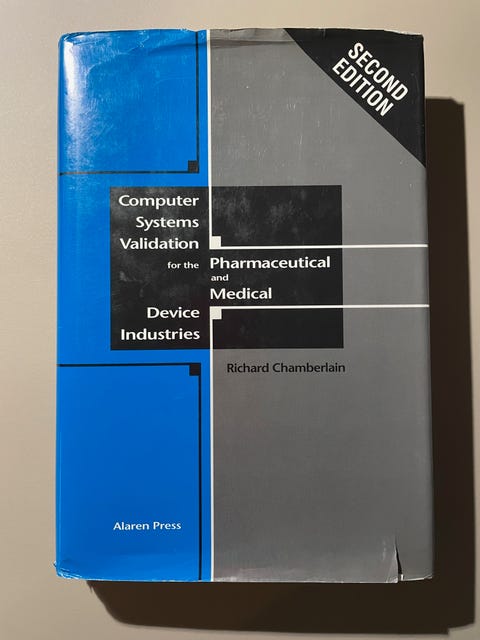 SECOND
EDITION
Computer
Systems
Validation
for the Pharmaceutical
and
Medical
Device
Industries
Richard Chamberlain
Alaren Press